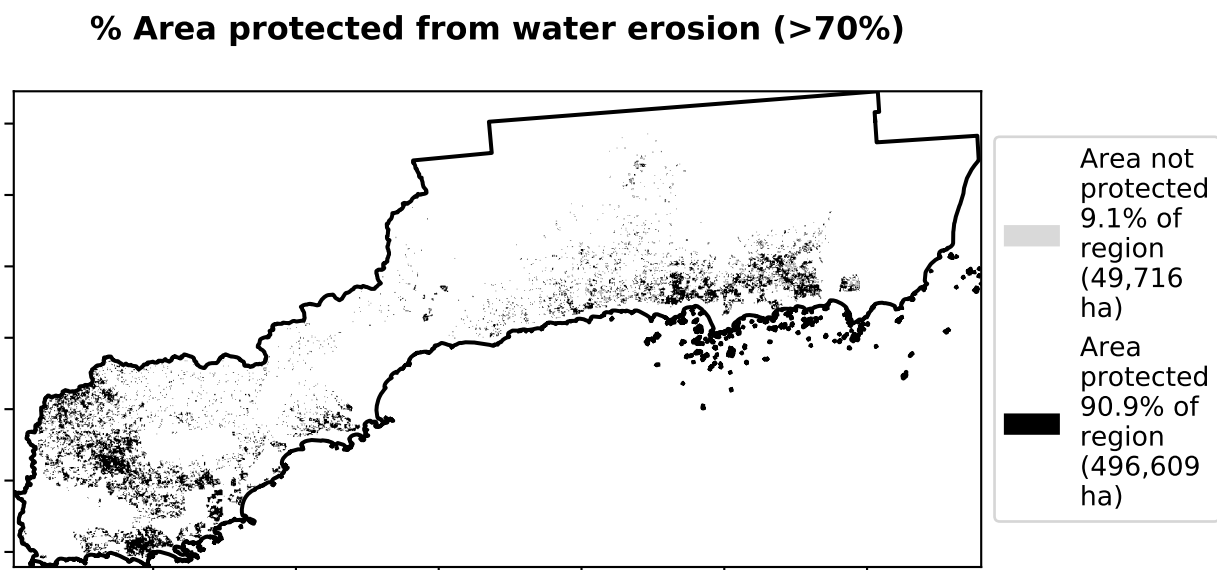 % Area protected from water erosion (>70%)
Area not
protected
9.1% of
region
(49,716
ha)
Area
protected
90.9% of
region
(496,609
ha)